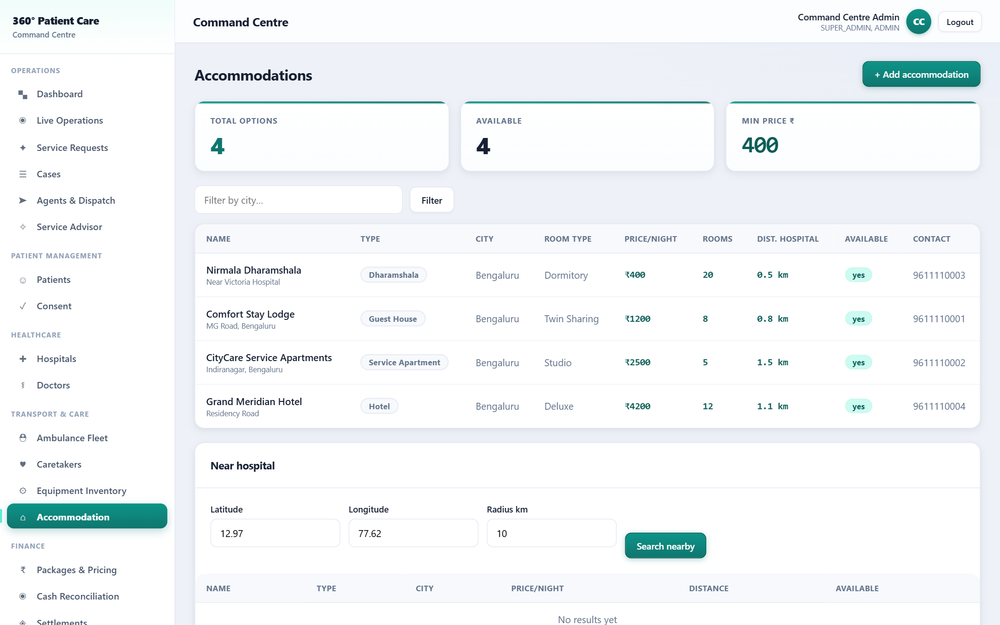 360° Patient Care
Command Centre
OPERATIONS
Dashboard
Live Operations
Service Requests
Cases
Agents & Dispatch
Service Advisor
PATIENT MANAGEMENT
Patients
Consent
HEALTHCARE
Hospitals
Doctors
TRANSPORT & CARE
Ambulance Fleet
Caretakers
Equipment Inventory
Accommodation
FINANCE
₹ Packages & Pricing
Cash Reconciliation
Settlements
Command Centre
Command Centre Admin
SUPER_ADMIN, ADMIN
CC
Logout
Accommodations
+ Add accommodation
TOTAL OPTIONS
4
AVAILABLE
4
MIN PRICE ₹
400
Filter by city...
Filter
NAME TYPE CITY ROOM TYPE PRICE/NIGHT ROOMS DIST. HOSPITAL AVAILABLE CONTACT
Nirmala Dharamshala Dharamshala Bengaluru Dormitory ₹400 20 0.5 km yes 9611110003
Near Victoria Hospital
Comfort Stay Lodge Guest House Bengaluru Twin Sharing ₹1200 8 0.8 km yes 9611110001
MG Road, Bengaluru
CityCare Service Apartments Service Apartment Bengaluru Studio ₹2500 5 1.5 km yes 9611110002
Indiranagar, Bengaluru
Grand Meridian Hotel Hotel Bengaluru Deluxe ₹4200 12 1.1 km yes 9611110004
Residency Road
Near hospital
Latitude Longitude Radius km
12.97 77.62 10
Search nearby
NAME TYPE CITY PRICE/NIGHT DISTANCE AVAILABLE
No results yet